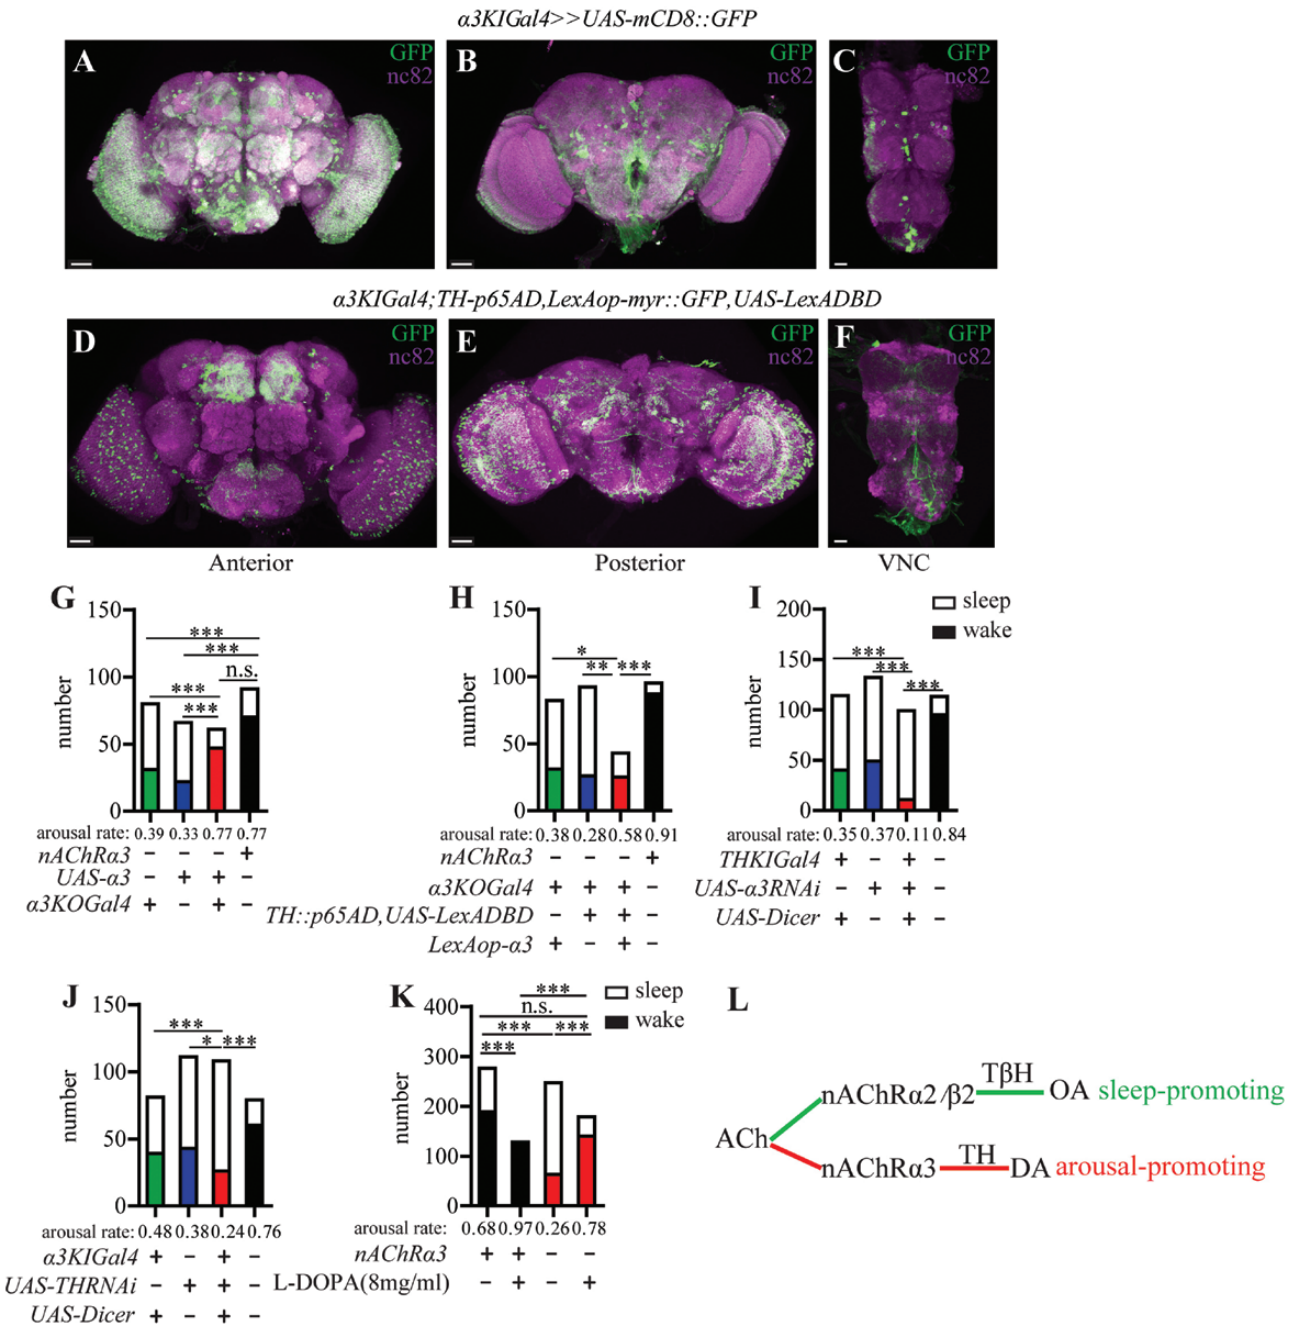 α3KIGal4>>UAS-mCD8::GFP
A GFP nc82
B GFP nc82
C GFP nc82
α3KIGal4;TH-p65AD,LexAop-myr::GFP,UAS-LexADBD
D GFP nc82
E GFP nc82
F GFP nc82
Anterior Posterior VNC
G
number
150
100
50
0
***
***
n.s.
***
***
arousal rate: 0.39 0.33 0.77 0.77
nAChRα3 − − − +
UAS-α3 − + + −
α3KOGal4 + − + −
H
number
150
100
50
0
* 
** ***
arousal rate: 0.38 0.28 0.58 0.91
nAChRα3 − − − +
α3KOGal4 + + + −
TH::p65AD,UAS-LexADBD − + + −
LexAop-α3 + − + −
I
sleep
wake
number
200
150
100
50
0
***
***
***
arousal rate: 0.35 0.37 0.11 0.84
THKIGal4 + − + −
UAS-α3RNAi − + + −
UAS-Dicer + − + −
J
number
150
100
50
0
***
* ***
arousal rate: 0.48 0.38 0.24 0.76
α3KIGal4 + − + −
UAS-THRNAi − + + −
UAS-Dicer + − + −
K
sleep
wake
number
400
300
200
100
0
***
n.s.
*** ***
***
arousal rate: 0.68 0.97 0.26 0.78
nAChRα3 + + − −
L-DOPA(8mg/ml) − + − +
L
ACh
nAChRα2/β2 TβH OA sleep-promoting
nAChRα3 TH DA arousal-promoting